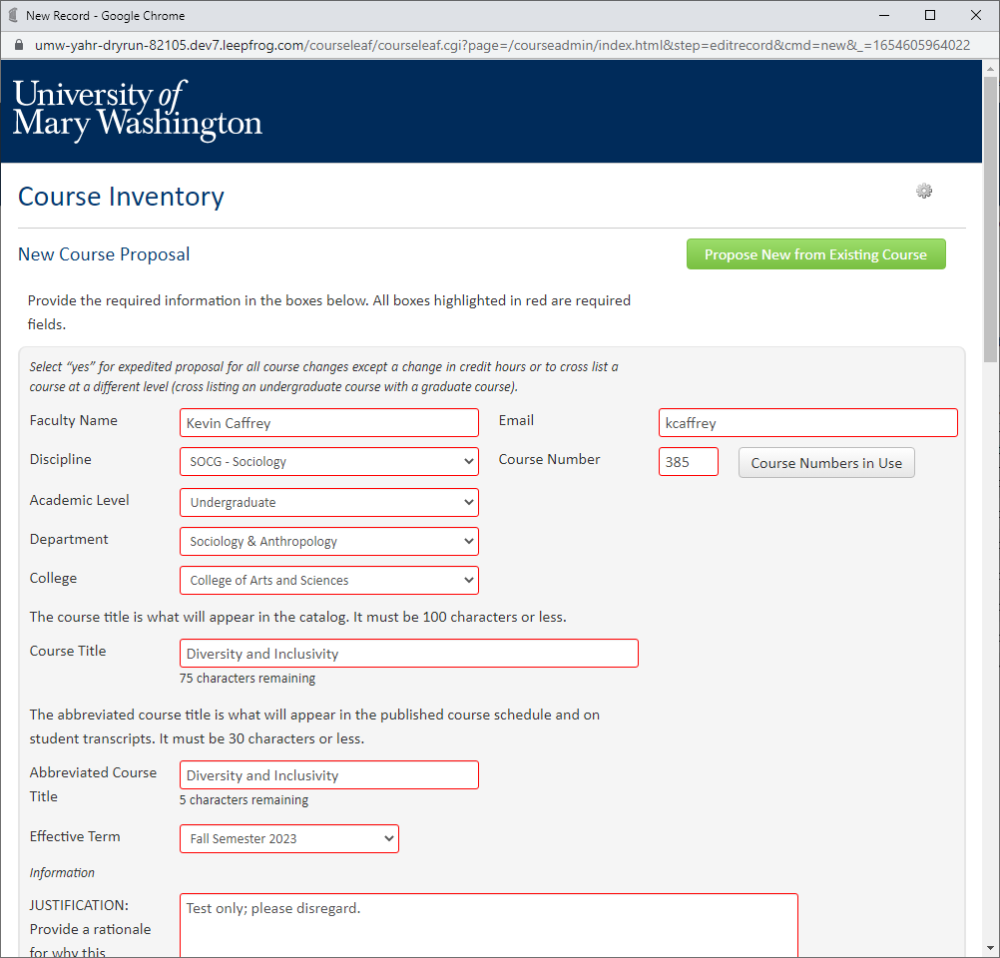 New Record - Google Chrome
umw-yahr-dryrun-82105.dev7.leepfrog.com/courseleaf/courseleaf.cgi?page=/courseadmin/index.html&step=editrecord&cmd=new&_=1654605964022
University of
Mary Washington
Course Inventory
New Course Proposal
Propose New from Existing Course
Provide the required information in the boxes below. All boxes highlighted in red are required
fields.
Select “yes” for expedited proposal for all course changes except a change in credit hours or to cross list a
course at a different level (cross listing an undergraduate course with a graduate course).
Faculty Name Kevin Caffrey Email kcaffrey
Discipline SOCG - Sociology Course Number 385 Course Numbers in Use
Academic Level Undergraduate
Department Sociology & Anthropology
College College of Arts and Sciences
The course title is what will appear in the catalog. It must be 100 characters or less.
Course Title Diversity and Inclusivity
75 characters remaining
The abbreviated course title is what will appear in the published course schedule and on
student transcripts. It must be 30 characters or less.
Abbreviated Course Diversity and Inclusivity
Title
5 characters remaining
Effective Term Fall Semester 2023
Information
JUSTIFICATION: Test only; please disregard.
Provide a rationale
for why this